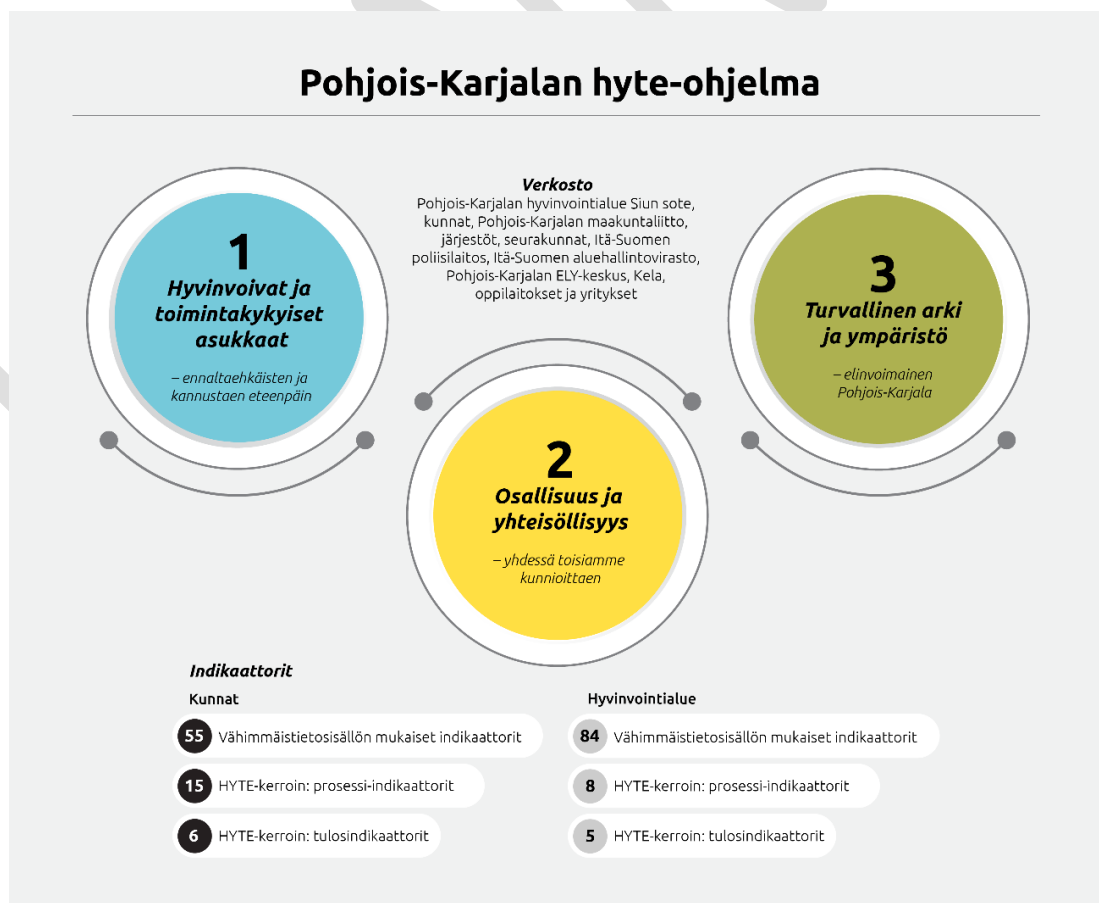 Pohjois-Karjalan hyte-ohjelma
1
Hyvinvoivat ja
toimintakykyiset
asukkaat
– ennaltaehkäisten ja
kannustaen eteenpäin
Verkosto
Pohjois-Karjalan hyvinvointialue Siun sote,
kunnat, Pohjois-Karjalan maakuntaliitto,
järjestöt, seurakunnat, Itä-Suomen
poliisilaitos, Itä-Suomen aluehallintovirasto,
Pohjois-Karjalan ELY-keskus, Kela,
oppilaitokset ja yritykset
2
Osallisuus ja
yhteisöllisyys
– yhdessä toisiamme
kunnioittaen
3
Turvallinen arki
ja ympäristö
– elinvoimainen
Pohjois-Karjala
Indikaattorit
Kunnat
55 Vähimmäistietosisällön mukaiset indikaattorit
15 HYTE-kerroin: prosessi-indikaattorit
6 HYTE-kerroin: tulosindikaattorit
Hyvinvointialue
84 Vähimmäistietosisällön mukaiset indikaattorit
8 HYTE-kerroin: prosessi-indikaattorit
5 HYTE-kerroin: tulosindikaattorit